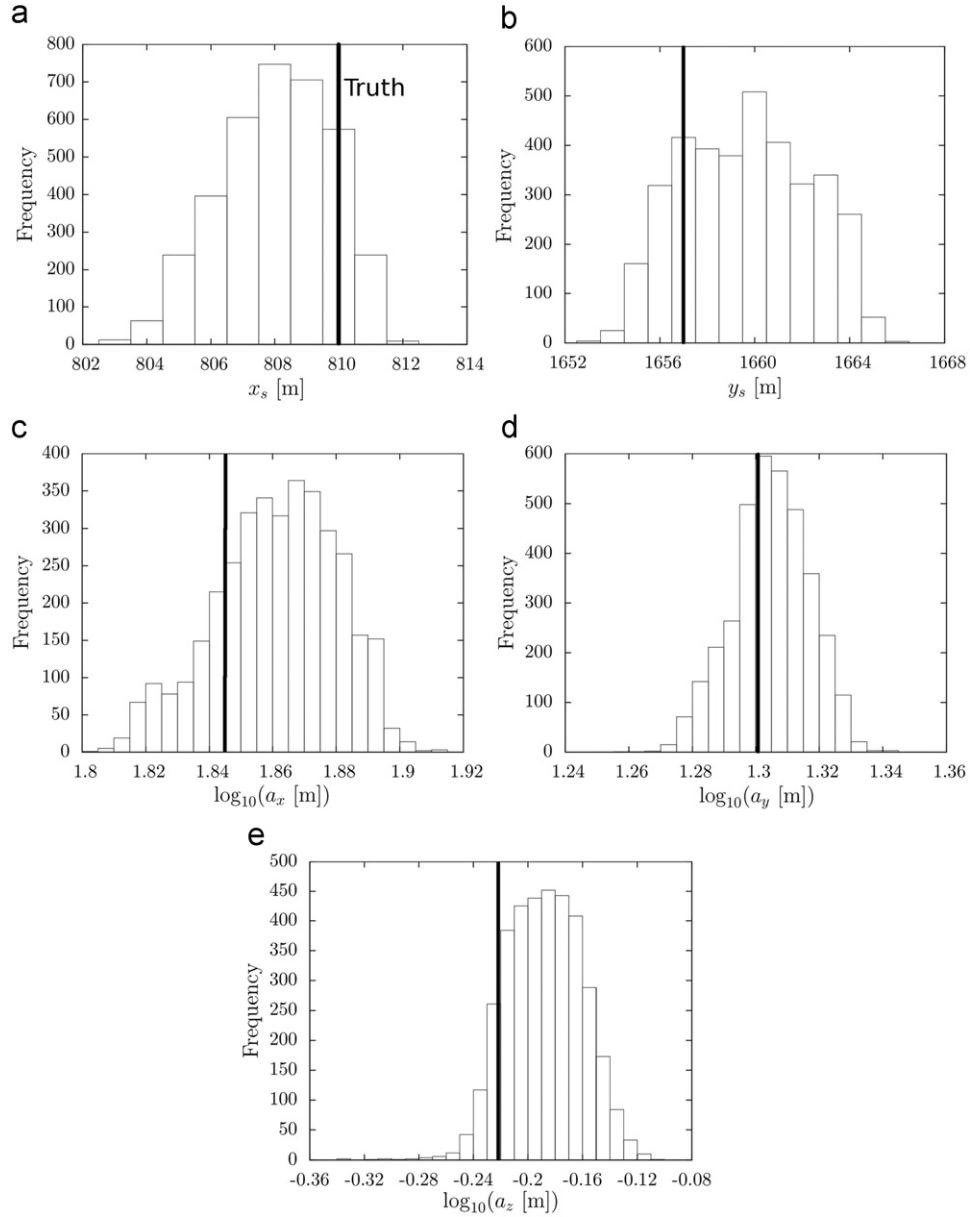 a
800
700
600
500
400
300
200
100
0
Frequency
Truth
802 804 806 808 810 812 814
x_s [m]
b
600
500
400
300
200
100
0
Frequency
1652 1656 1660 1664 1668
y_s [m]
c
400
350
300
250
200
150
100
50
0
Frequency
1.8 1.82 1.84 1.86 1.88 1.9 1.92
log₁₀(a_x [m])
d
600
500
400
300
200
100
0
Frequency
1.24 1.26 1.28 1.3 1.32 1.34 1.36
log₁₀(a_y [m])
e
500
450
400
350
300
250
200
150
100
50
0
Frequency
-0.36 -0.32 -0.28 -0.24 -0.2 -0.16 -0.12 -0.08
log₁₀(a_z [m])